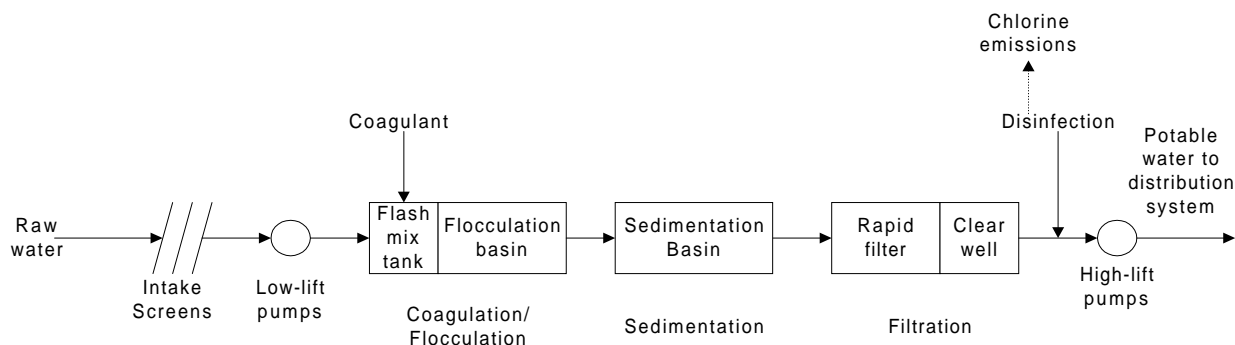 Chlorine
emissions
Coagulant
Disinfection
Potable
water to
distribution
system
Raw
water
Flash
mix
tank
Flocculation
basin
Sedimentation
Basin
Rapid
filter
Clear
well
Intake
Screens
Low-lift
pumps
High-lift
pumps
Coagulation/
Flocculation
Sedimentation
Filtration